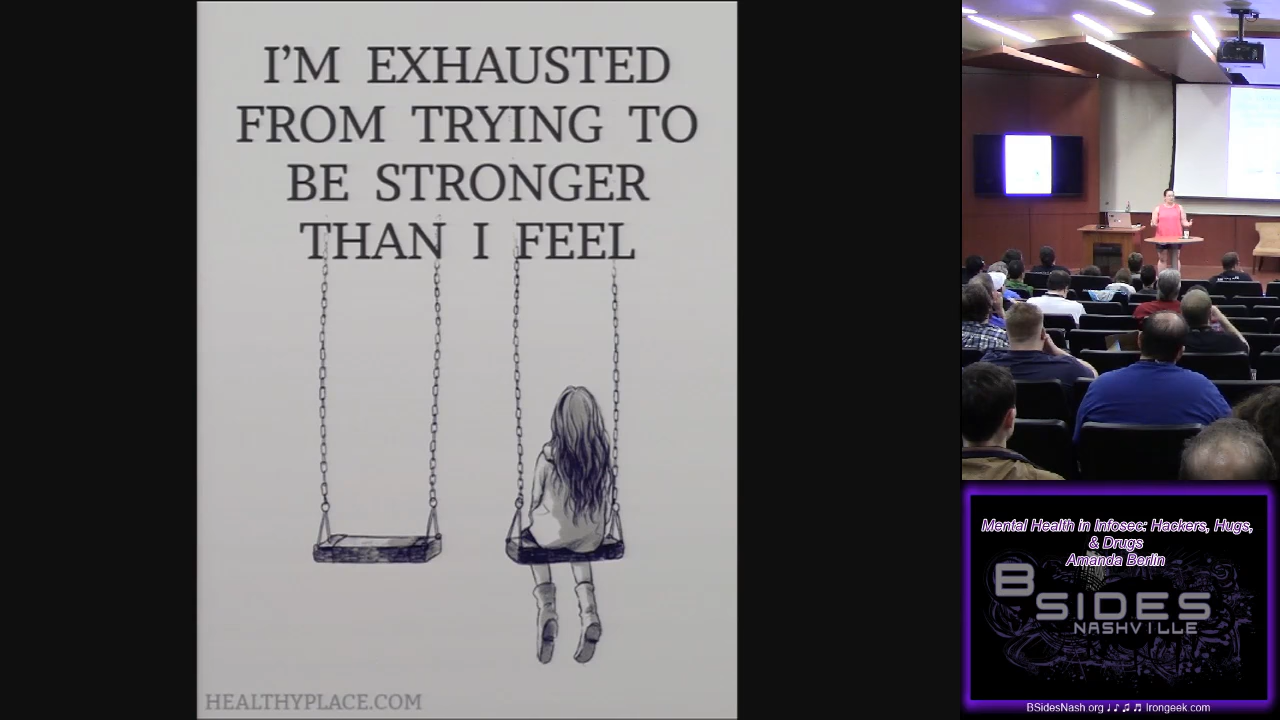 I'M EXHAUSTED
FROM TRYING TO
BE STRONGER
THAN I FEEL
HEALTHYPLACE.COM
Mental Health in Infosec: Hackers, Hugs,
& Drugs
Amanda Berlin
BSIDES
NASHVILLE
BSidesNash.org ♩♪♫♬ Irongeek.com